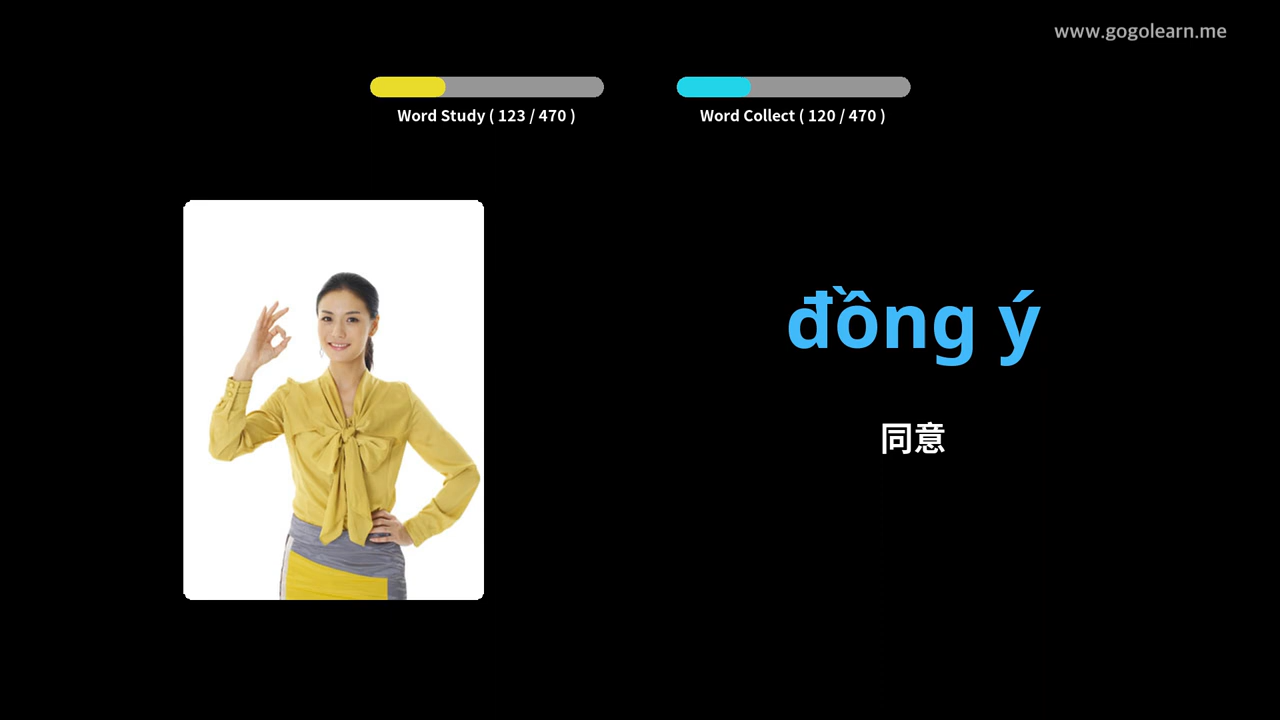 www.gogolearn.me
Word Study ( 123 / 470 )
Word Collect ( 120 / 470 )
đồng ý
同意